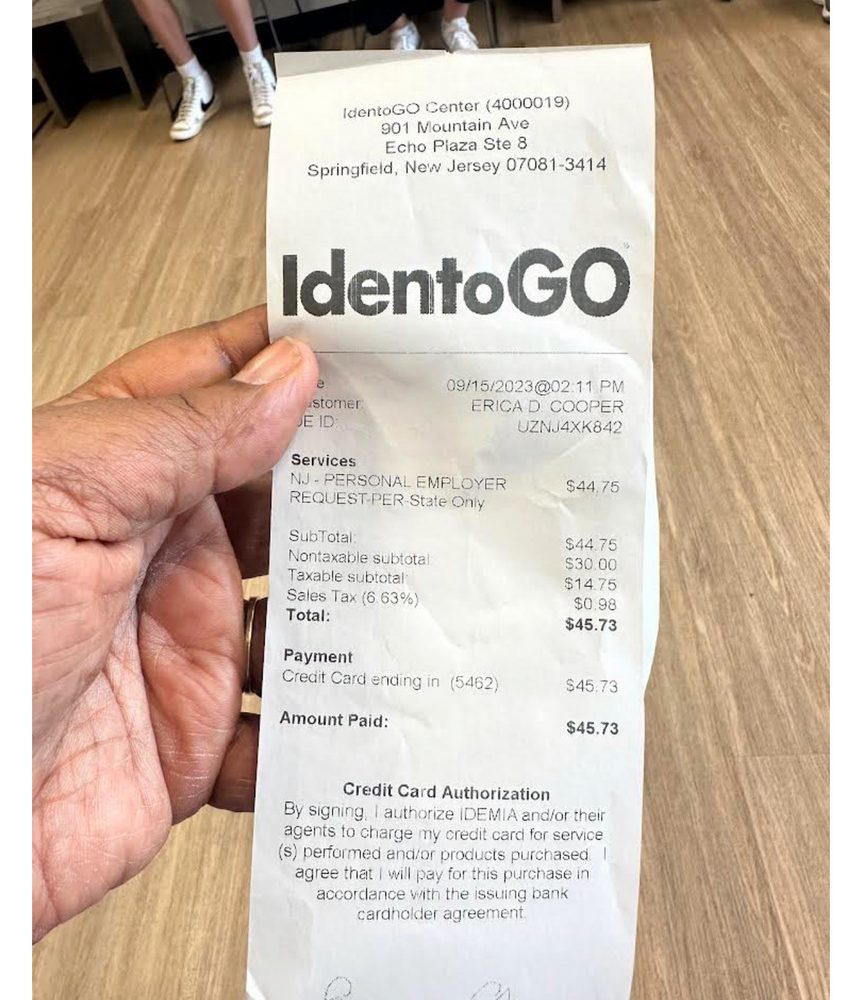 IdentoGO Center (4000019)
901 Mountain Ave
Echo Plaza Ste 8
Springfield, New Jersey 07081-3414
IdentoGO
09/15/2023@02:11 PM
stomer: ERICA D. COOPER
UE ID: UZNJ4XK842
Services
NJ - PERSONAL EMPLOYER $44.75
REQUEST-PER-State Only
SubTotal: $44.75
Nontaxable subtotal: $30.00
Taxable subtotal: $14.75
Sales Tax (6.63%) $0.98
Total: $45.73
Payment
Credit Card ending in (5462) $45.73
Amount Paid: $45.73
Credit Card Authorization
By signing, I authorize IDEMIA and/or their
agents to charge my credit card for service
(s) performed and/or products purchased. I
agree that I will pay for this purchase in
accordance with the issuing bank
cardholder agreement.